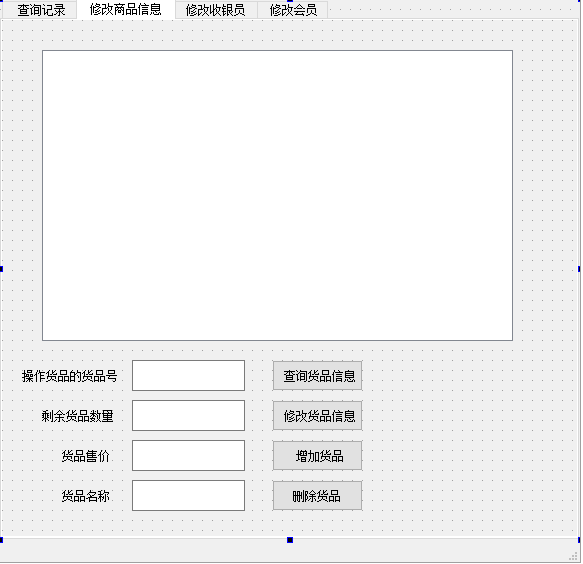 查询记录 修改商品信息 修改收银员 修改会员
操作货品的货品号 查询货品信息
剩余货品数量 修改货品信息
货品售价 增加货品
货品名称 删除货品